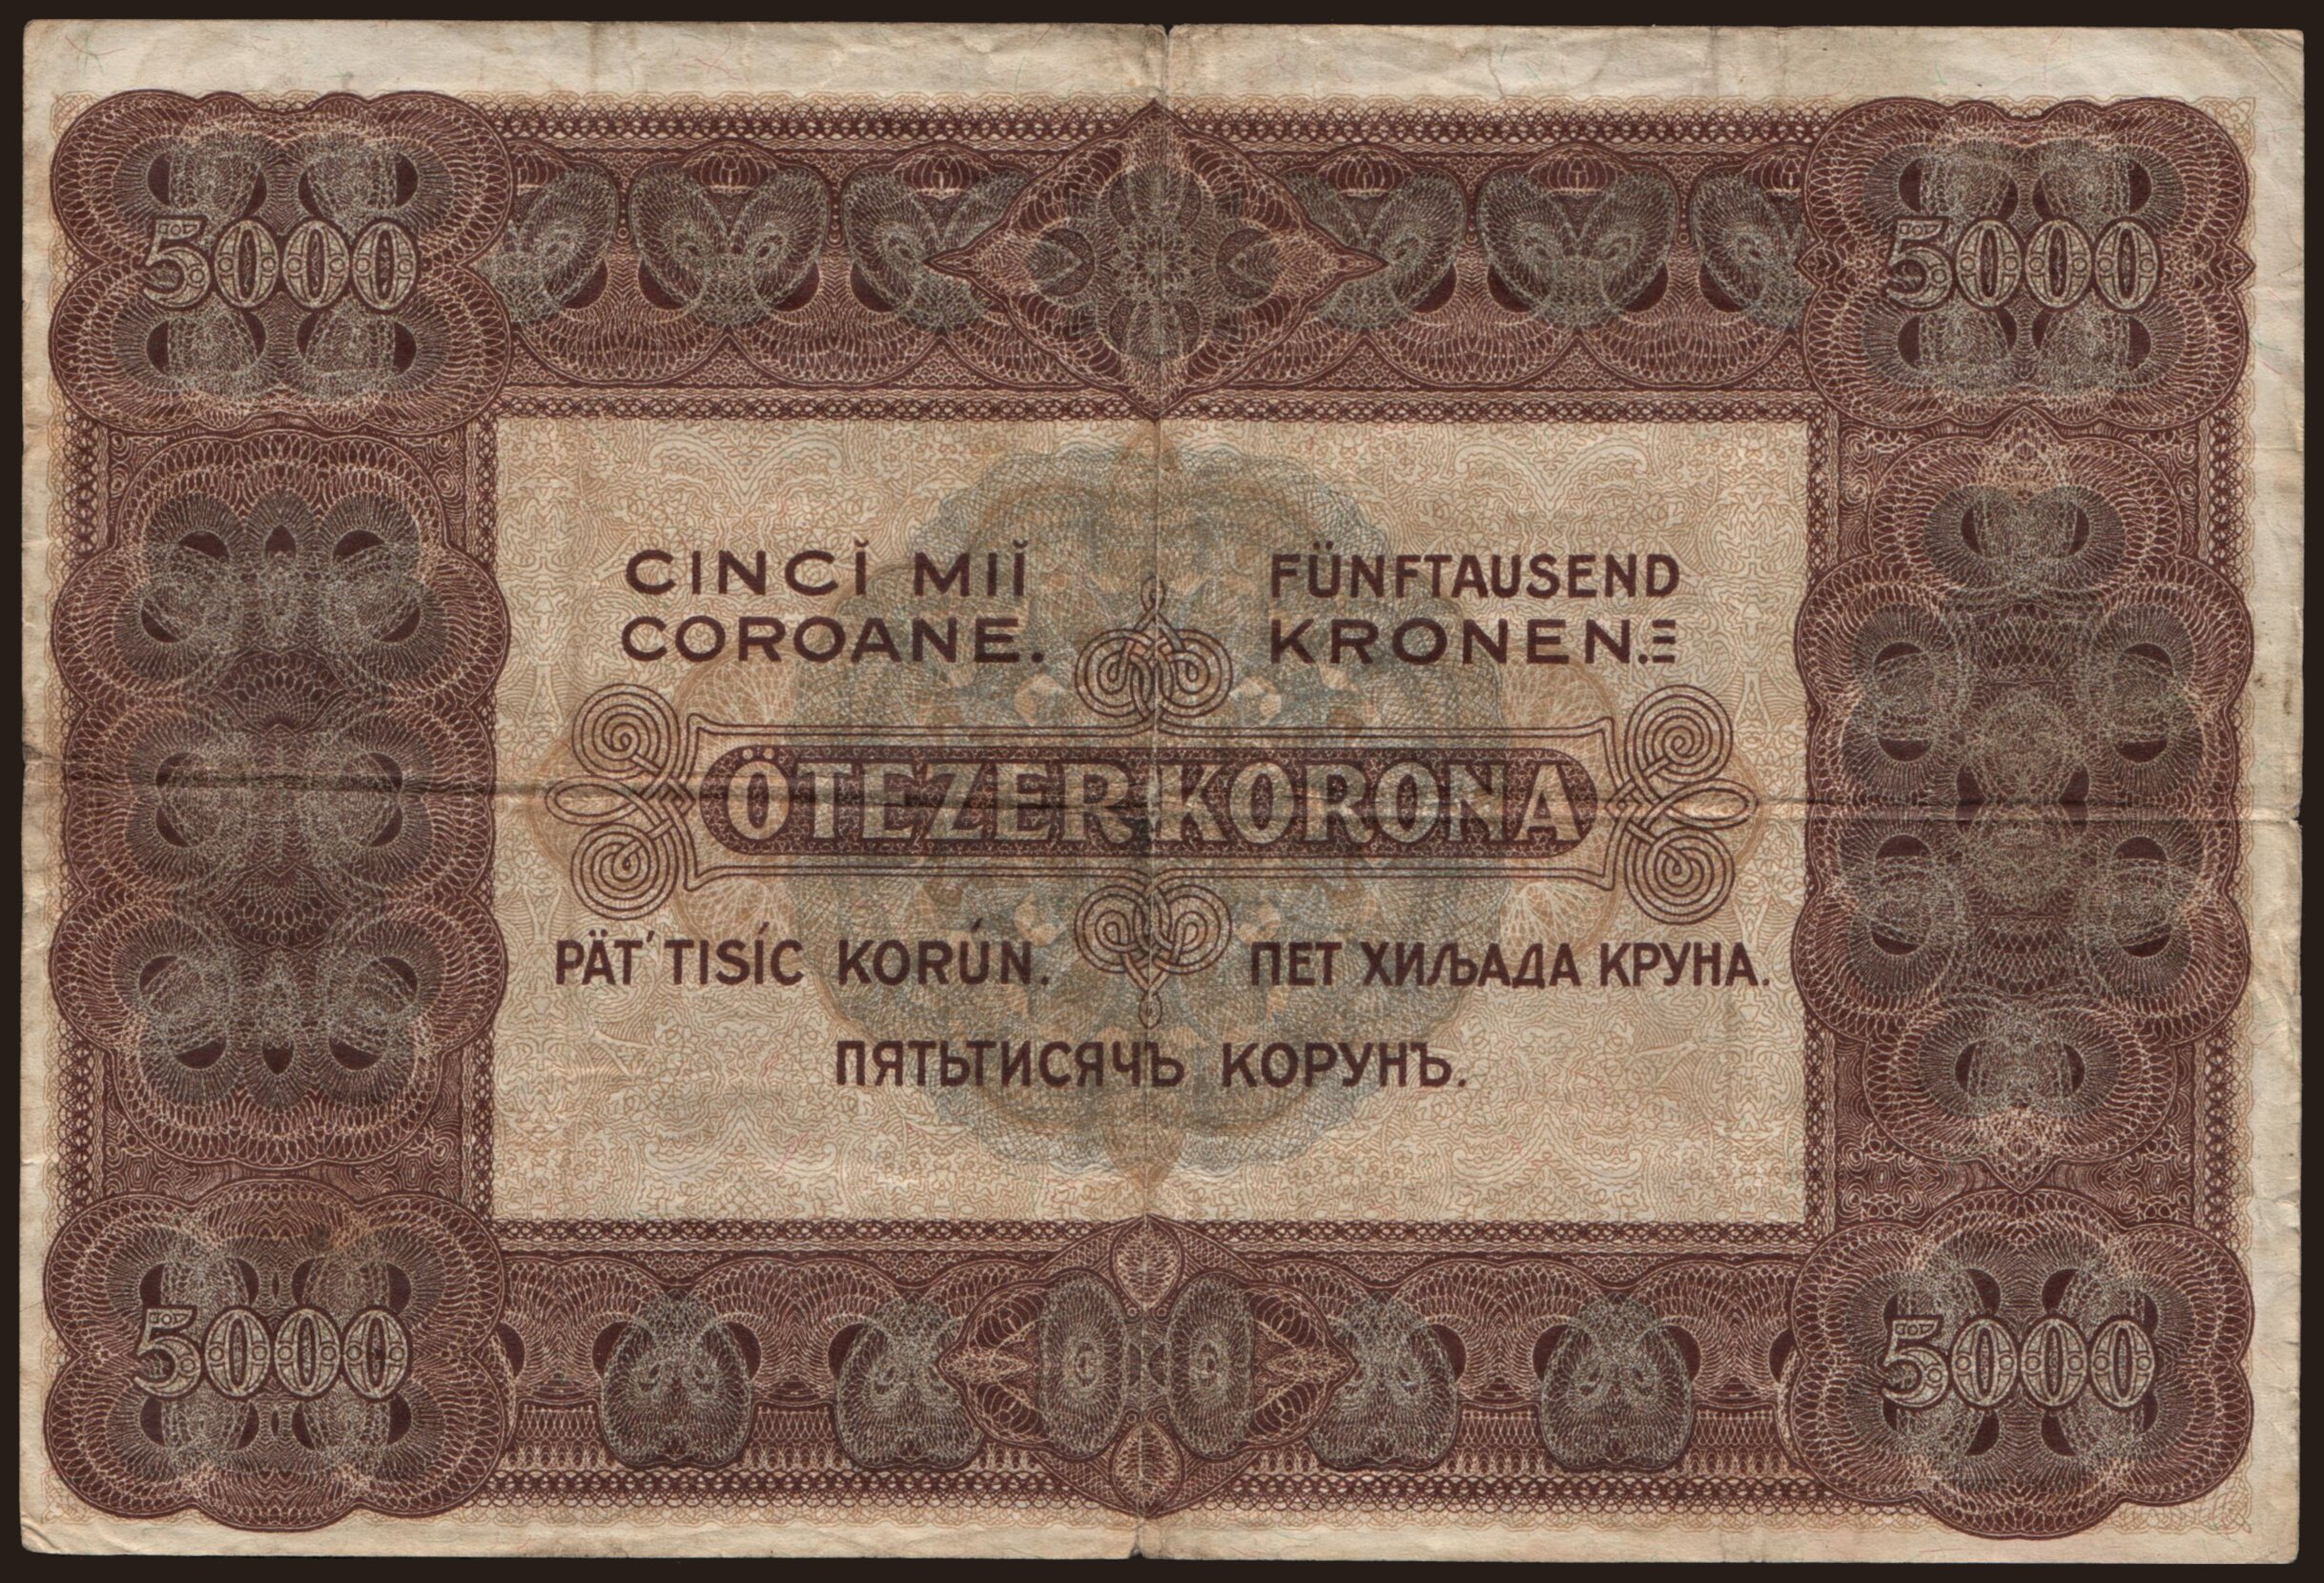 5000
5000
CINCĬ MIĬ
COROANE.
FÜNFTAUSEND
KRONEN.
ÖTEZER KORONA
PÄT' TISÍC KORÚN.
ПЕТ ХИЉАДА КРУНА.
ПЯТЬТИСЯЧЪ КОРУНЪ.
5000
5000